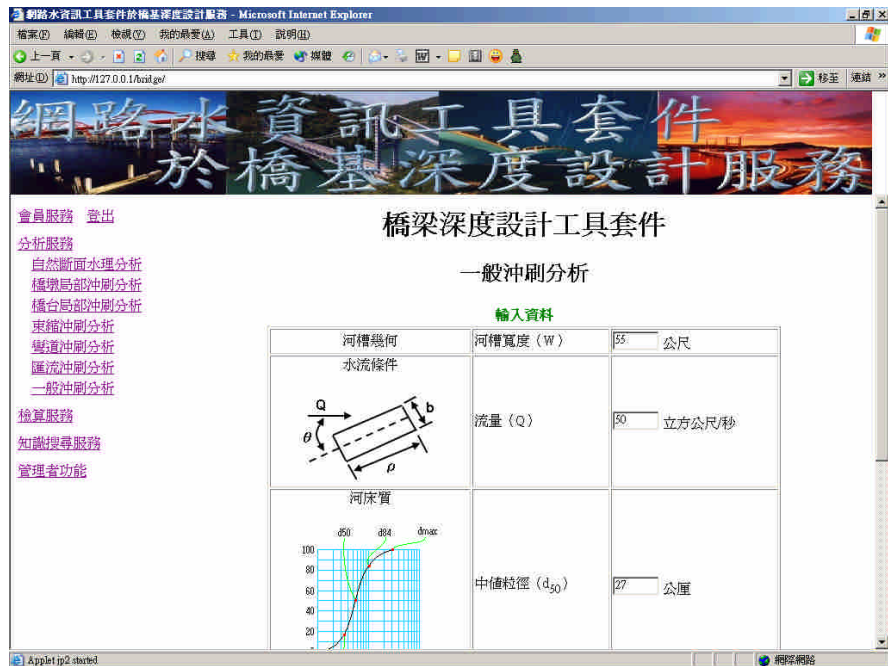 網路水資訊工具套件於橋基深度設計服務 - Microsoft Internet Explorer
檔案(F) 編輯(E) 檢視(V) 我的最愛(A) 工具(T) 說明(H)
上一頁 搜尋 我的最愛 媒體
網址(D) http://127.0.0.1/bridge/ 移至 連結 »
網路水資訊工具套件
於橋基深度設計服務
會員服務 登出
分析服務
自然斷面水理分析
橋墩局部沖刷分析
橋台局部沖刷分析
束縮沖刷分析
彎道沖刷分析
匯流沖刷分析
一般沖刷分析
檢算服務
知識搜尋服務
管理者功能
橋梁深度設計工具套件
一般沖刷分析
輸入資料
河槽幾何 河槽寬度（W） 55 公尺
水流條件
Q b θ ρ
流量（Q） 50 立方公尺/秒
河床質
d50 d84 dmax
100
80
60
40
20
中值粒徑（d50） 27 公厘
Applet jp2 started 網際網路